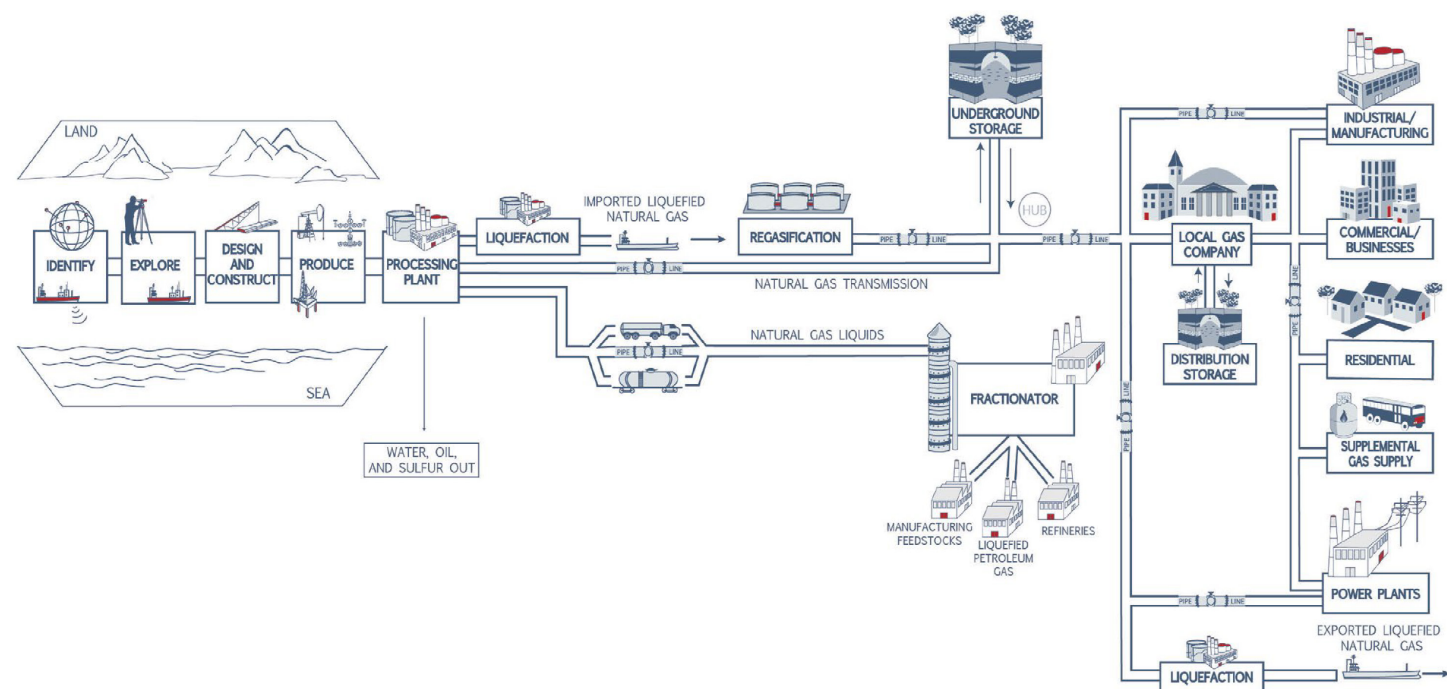 LAND
IDENTIFY
EXPLORE
DESIGN
AND
CONSTRUCT
PRODUCE
PROCESSING
PLANT
SEA
WATER, OIL,
AND SULFUR OUT
LIQUEFACTION
IMPORTED LIQUEFIED
NATURAL GAS
REGASIFICATION
PIPE LINE
UNDERGROUND
STORAGE
HUB
PIPE LINE
PIPE LINE
NATURAL GAS TRANSMISSION
NATURAL GAS LIQUIDS
PIPE LINE
FRACTIONATOR
MANUFACTURING
FEEDSTOCKS
LIQUEFIED
PETROLEUM
GAS
REFINERIES
PIPE LINE
INDUSTRIAL/
MANUFACTURING
LOCAL GAS
COMPANY
DISTRIBUTION
STORAGE
COMMERCIAL/
BUSINESSES
PIPE LINE
RESIDENTIAL
PIPE LINE
SUPPLEMENTAL
GAS SUPPLY
PIPE LINE
POWER PLANTS
LIQUEFACTION
EXPORTED LIQUEFIED
NATURAL GAS